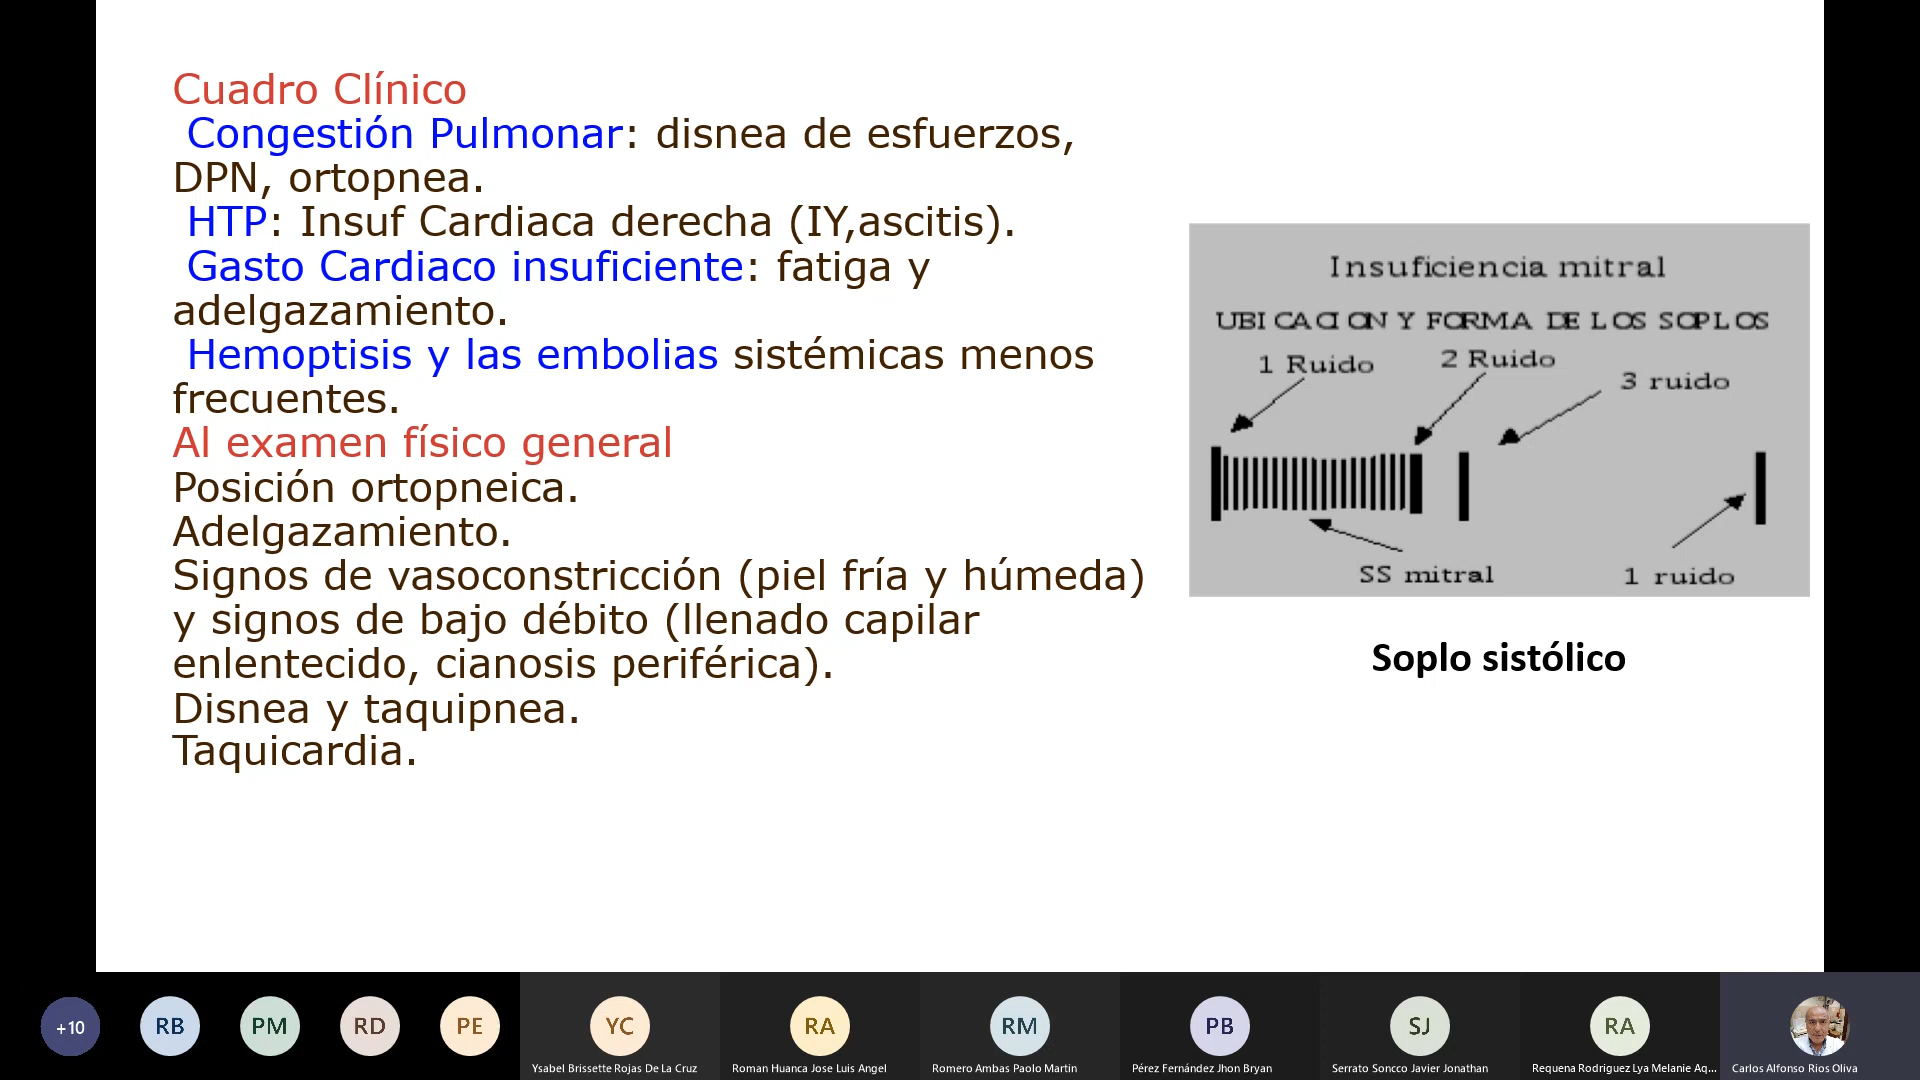 Cuadro Clínico
Congestión Pulmonar: disnea de esfuerzos,
DPN, ortopnea.
HTP: Insuf Cardiaca derecha (IY,ascitis).
Gasto Cardiaco insuficiente: fatiga y
adelgazamiento.
Hemoptisis y las embolias sistémicas menos
frecuentes.
Al examen físico general
Posición ortopneica.
Adelgazamiento.
Signos de vasoconstricción (piel fría y húmeda)
y signos de bajo débito (llenado capilar
enlentecido, cianosis periférica).
Disnea y taquipnea.
Taquicardia.
Insuficiencia mitral
UBICACION Y FORMA DE LOS SOPLOS
1 Ruido
2 Ruido
3 ruido
SS mitral
1 ruido
Soplo sistólico
+10
RB
PM
RD
PE
YC
Ysabel Brissette Rojas De La Cruz
RA
Roman Huanca Jose Luis Angel
RM
Romero Ambas Paolo Martin
PB
Pérez Fernández Jhon Bryan
SJ
Serrato Soncco Javier Jonathan
RA
Requena Rodriguez Lya Melanie Aq...
Carlos Alfonso Rios Oliva